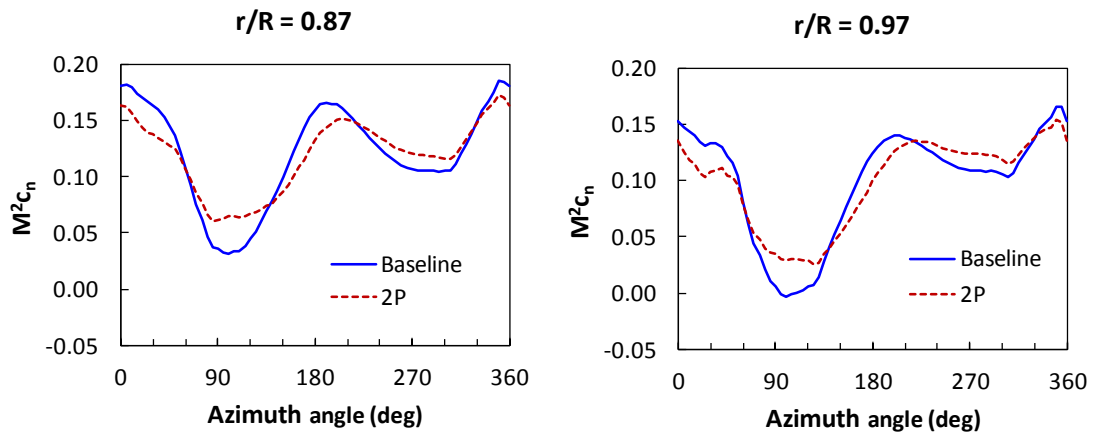 r/R = 0.87
0.20
0.15
0.10
0.05
0.00
-0.05
M²cₙ
Baseline
2P
0 90 180 270 360
Azimuth angle (deg)
r/R = 0.97
0.20
0.15
0.10
0.05
0.00
-0.05
M²cₙ
Baseline
2P
0 90 180 270 360
Azimuth angle (deg)